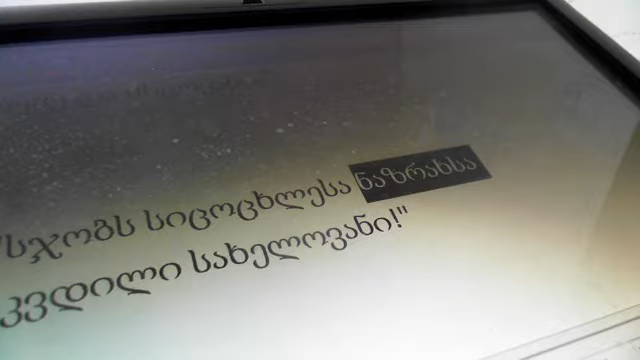 "სჯობს სიცოცხლესა ნაზრახსა
კვდილი სახელოვანი!"